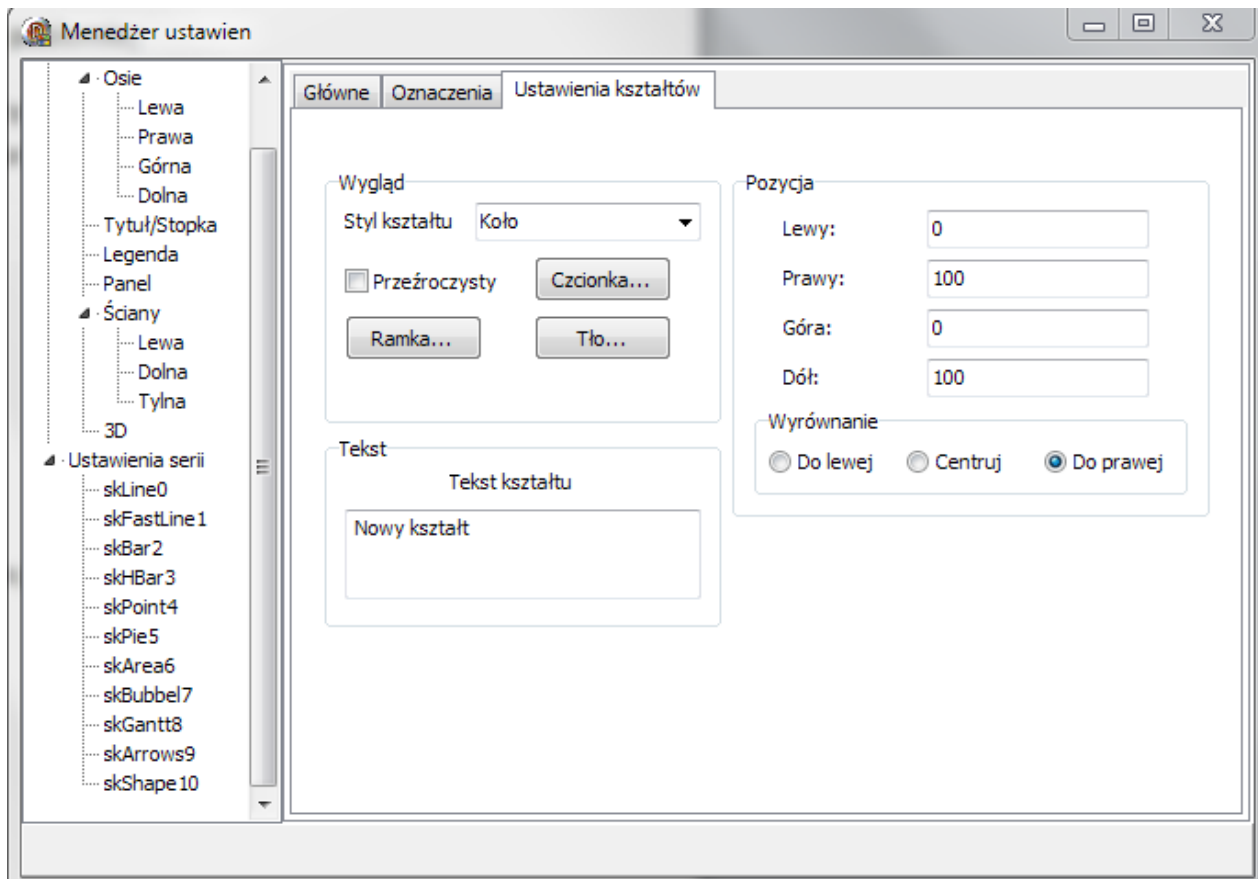 Menedżer ustawien
Osie
Lewa
Prawa
Górna
Dolna
Tytuł/Stopka
Legenda
Panel
Ściany
Lewa
Dolna
Tylna
3D
Ustawienia serii
skLine0
skFastLine1
skBar2
skHBar3
skPoint4
skPie5
skArea6
skBubbel7
skGantt8
skArrows9
skShape10
Główne Oznaczenia Ustawienia kształtów
Wygląd
Styl kształtu Koło
Przeźroczysty Czcionka...
Ramka... Tło...
Tekst
Tekst kształtu
Nowy kształt
Pozycja
Lewy: 0
Prawy: 100
Góra: 0
Dół: 100
Wyrównanie
Do lewej Centruj Do prawej